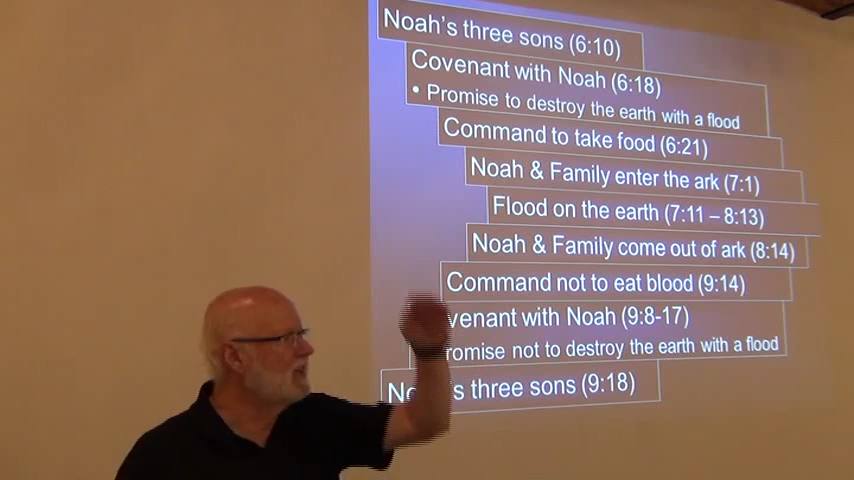 Noah's three sons (6:10)
Covenant with Noah (6:18)
• Promise to destroy the earth with a flood
Command to take food (6:21)
Noah & Family enter the ark (7:1)
Flood on the earth (7:11 – 8:13)
Noah & Family come out of ark (8:14)
Command not to eat blood (9:14)
venant with Noah (9:8-17)
romise not to destroy the earth with a flood
No 's three sons (9:18)